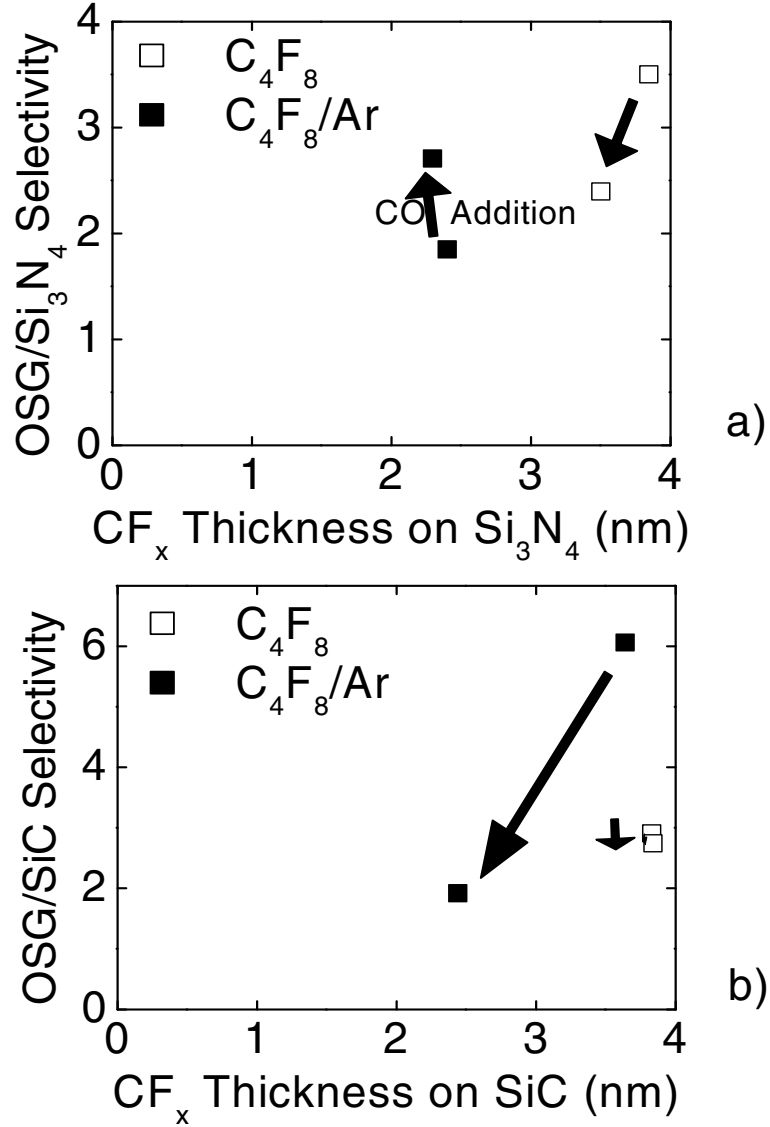 4
3
2
1
0
OSG/Si₃N₄ Selectivity
C₄F₈
C₄F₈/Ar
CO Addition
0 1 2 3 4
CFₓ Thickness on Si₃N₄ (nm)
a)
6
4
2
0
OSG/SiC Selectivity
C₄F₈
C₄F₈/Ar
0 1 2 3 4
CFₓ Thickness on SiC (nm)
b)